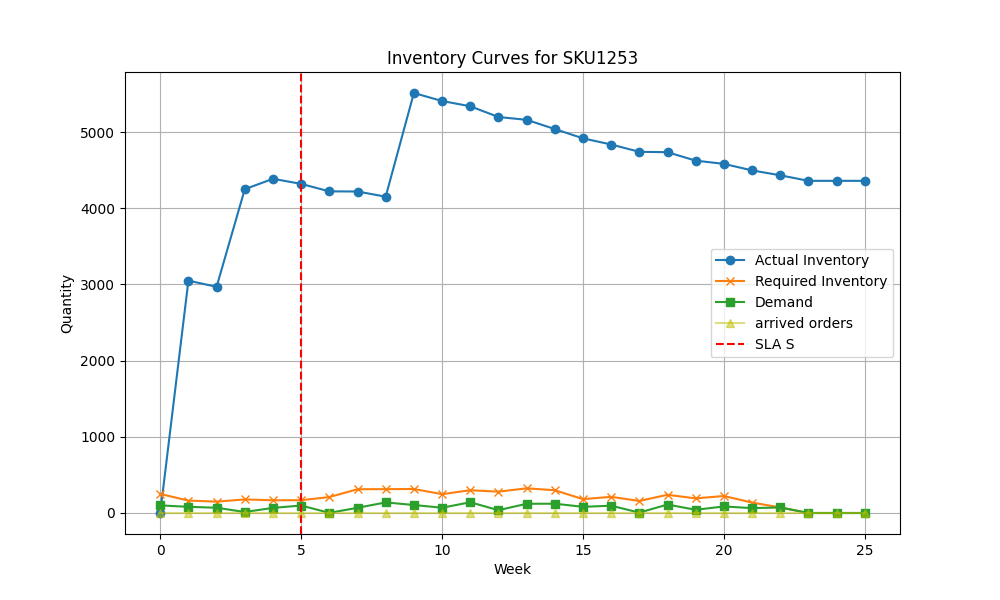 Inventory Curves for SKU1253
Quantity
5000
4000
3000
2000
1000
0
Actual Inventory
Required Inventory
Demand
arrived orders
SLA S
0 5 10 15 20 25
Week